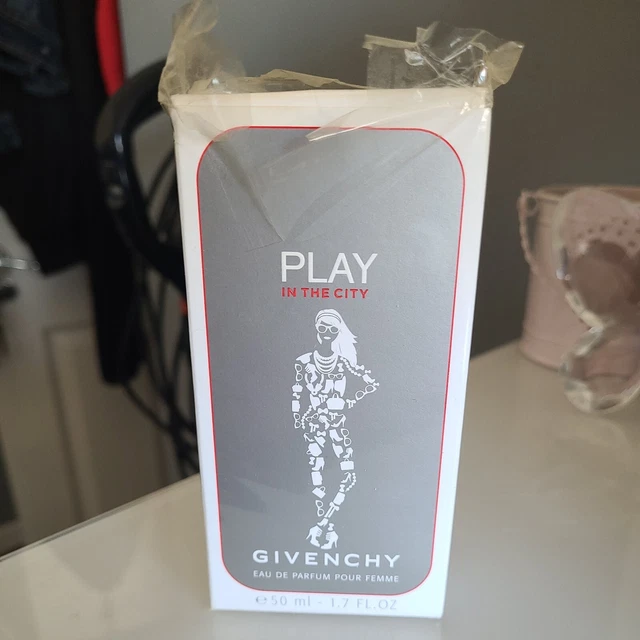 PLAY
IN THE CITY
GIVENCHY
EAU DE PARFUM POUR FEMME
℮ 50 ml - 1.7 FL.OZ